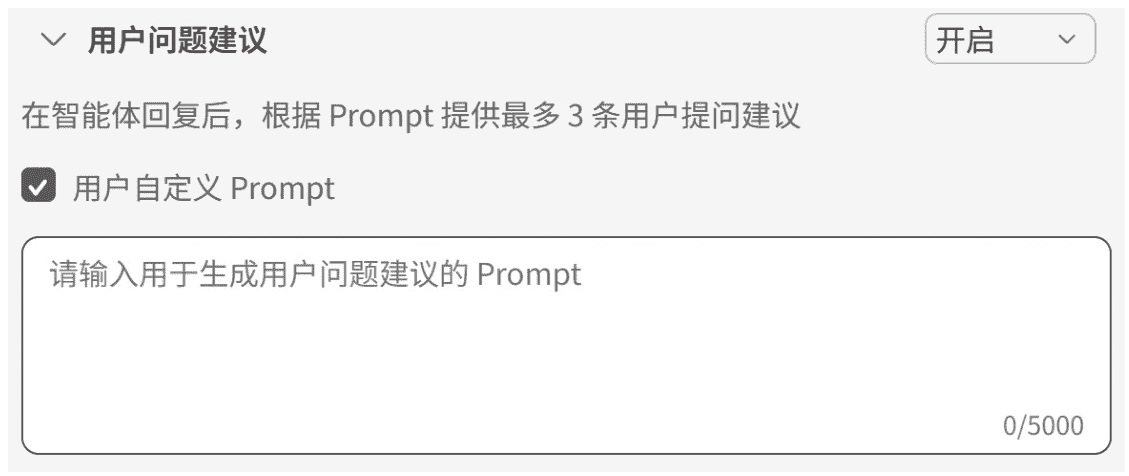 用户问题建议
开启
在智能体回复后，根据 Prompt 提供最多 3 条用户提问建议
用户自定义 Prompt
请输入用于生成用户问题建议的 Prompt
0/5000